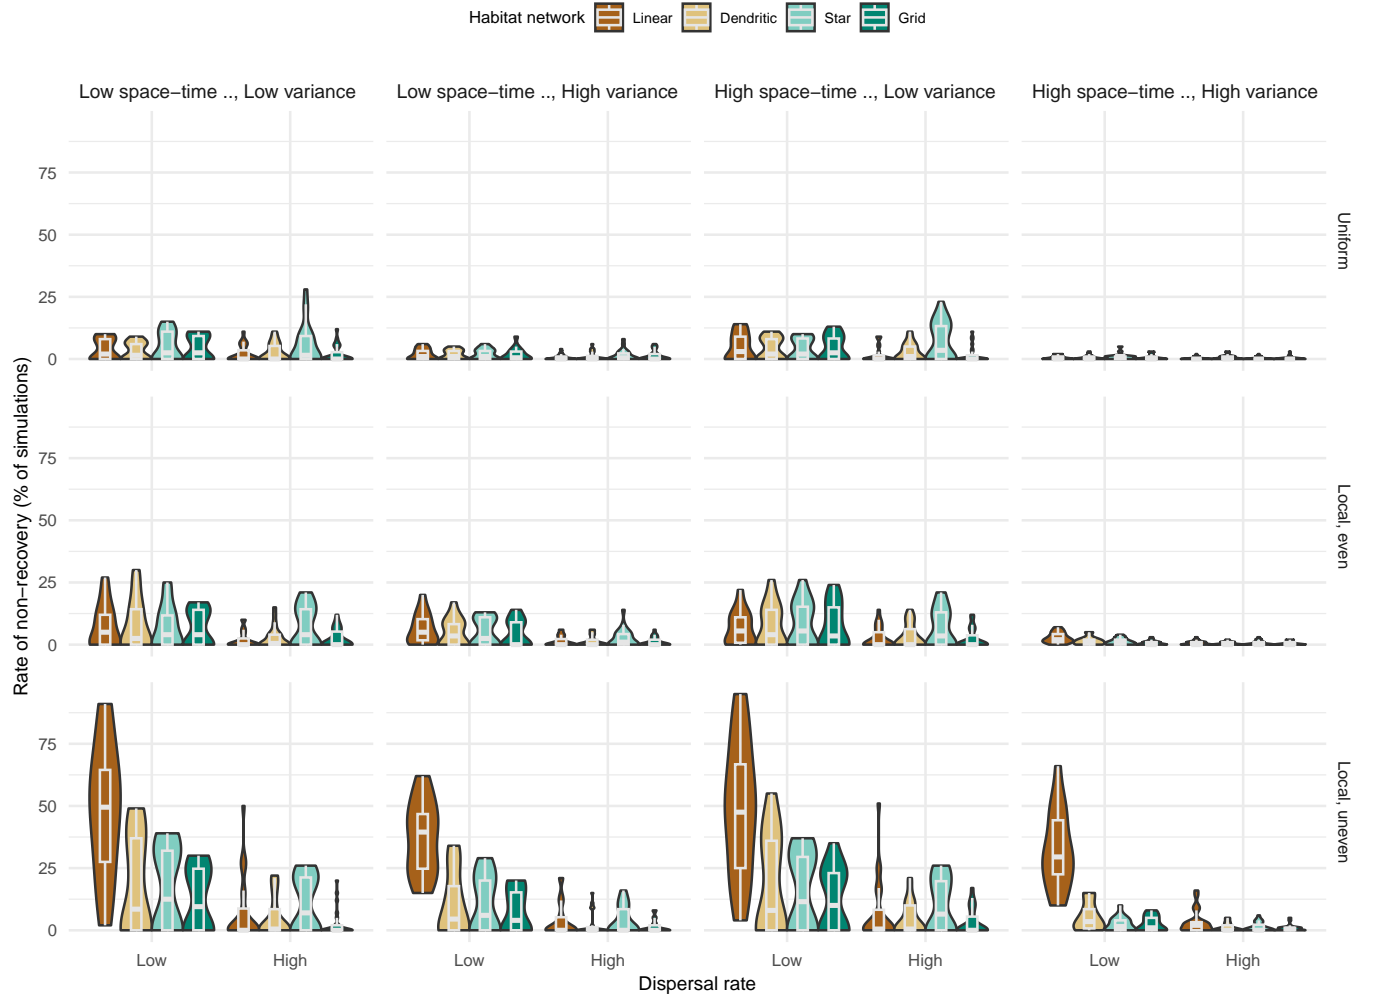 Habitat network Linear Dendritic Star Grid
Low space−time .., Low variance
Low space−time .., High variance
High space−time .., Low variance
High space−time .., High variance
75
50
25
0
Uniform
75
50
25
0
Local, even
75
50
25
0
Local, uneven
Rate of non−recovery (% of simulations)
Low High
Low High
Low High
Low High
Dispersal rate